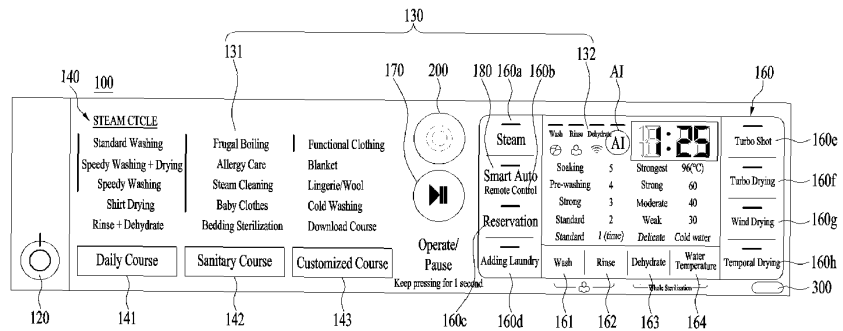 130
131
132
AI
140
100
170
200
180
160a
160b
160
STEAM CTCLE
Standard Washing
Speedy Washing + Drying
Speedy Washing
Shirt Drying
Rinse + Dehydrate
Frugal Boiling
Allergy Care
Steam Cleaning
Baby Clothes
Bedding Sterilization
Functional Clothing
Blanket
Lingerie/Wool
Cold Washing
Download Course
Daily Course
Sanitary Course
Customized Course
Operate/
Pause
Keep pressing for 1 second
Steam
Smart Auto
Remote Control
Reservation
Adding Laundry
Wash Rinse Dehydrate
AI
1:25
Soaking 5 Strongest 96(°C)
Pre-washing 4 Strong 60
Strong 3 Moderate 40
Standard 2 Weak 30
Standard 1 (time) Delicate Cold water
Wash
Rinse
Dehydrate
Water
Temperature
Whole Sterilization
Turbo Shot
Turbo Drying
Wind Drying
Temporal Drying
160e
160f
160g
160h
300
120
141
142
143
160c
160d
161
162
163
164